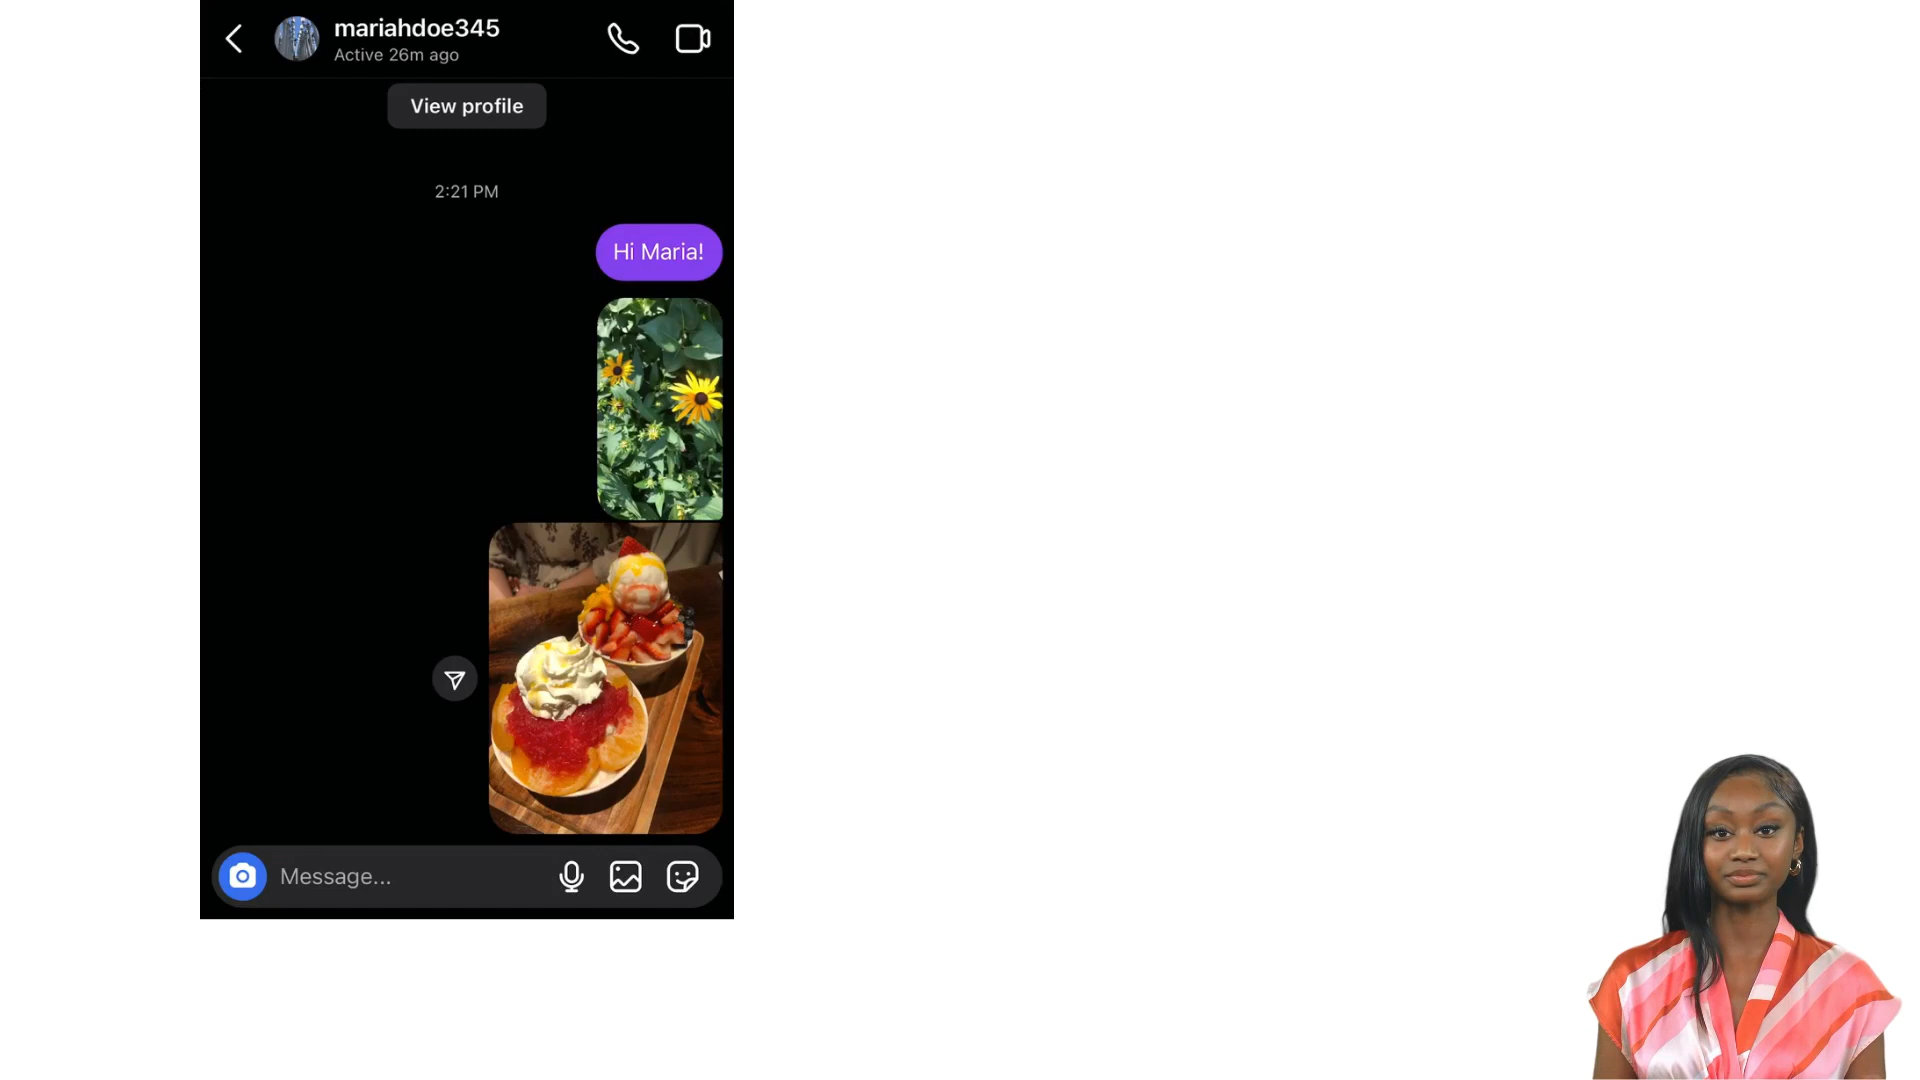 mariahdoe345
Active 26m ago
View profile
2:21 PM
Hi Maria!
Message...